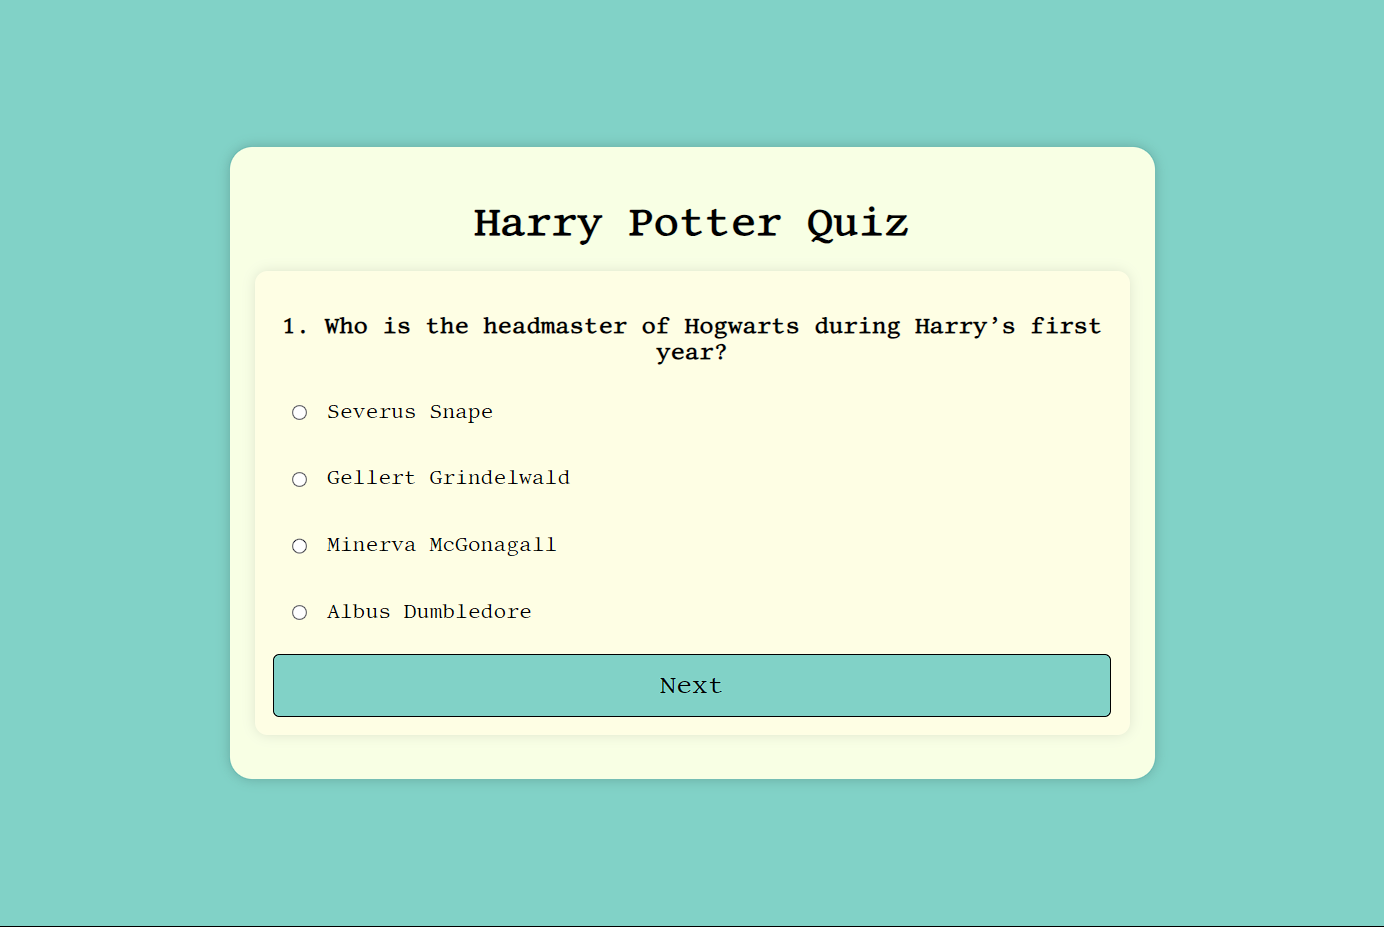 Harry Potter Quiz
1. Who is the headmaster of Hogwarts during Harry’s first
year?
Severus Snape
Gellert Grindelwald
Minerva McGonagall
Albus Dumbledore
Next